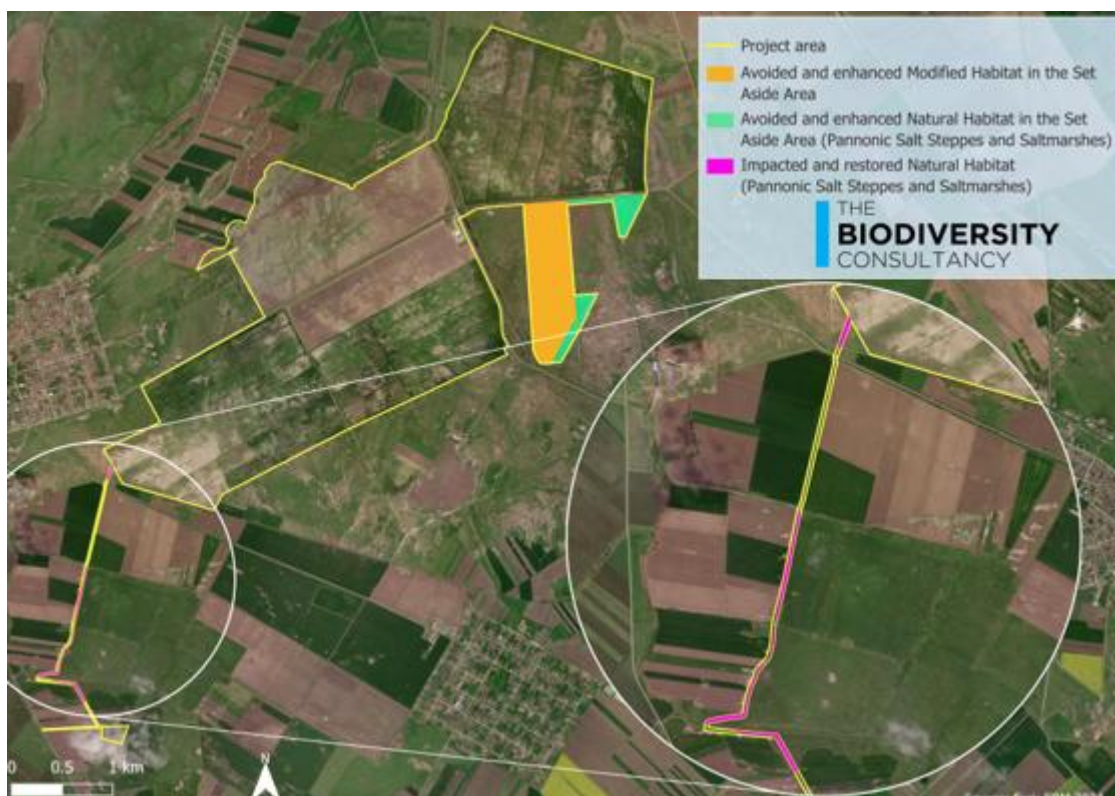 Project area
Avoided and enhanced Modified Habitat in the Set
Aside Area
Avoided and enhanced Natural Habitat in the Set
Aside Area (Pannonic Salt Steppes and Saltmarshes)
Impacted and restored Natural Habitat
(Pannonic Salt Steppes and Saltmarshes)
THE
BIODIVERSITY
CONSULTANCY
N
0 0.5 1 km